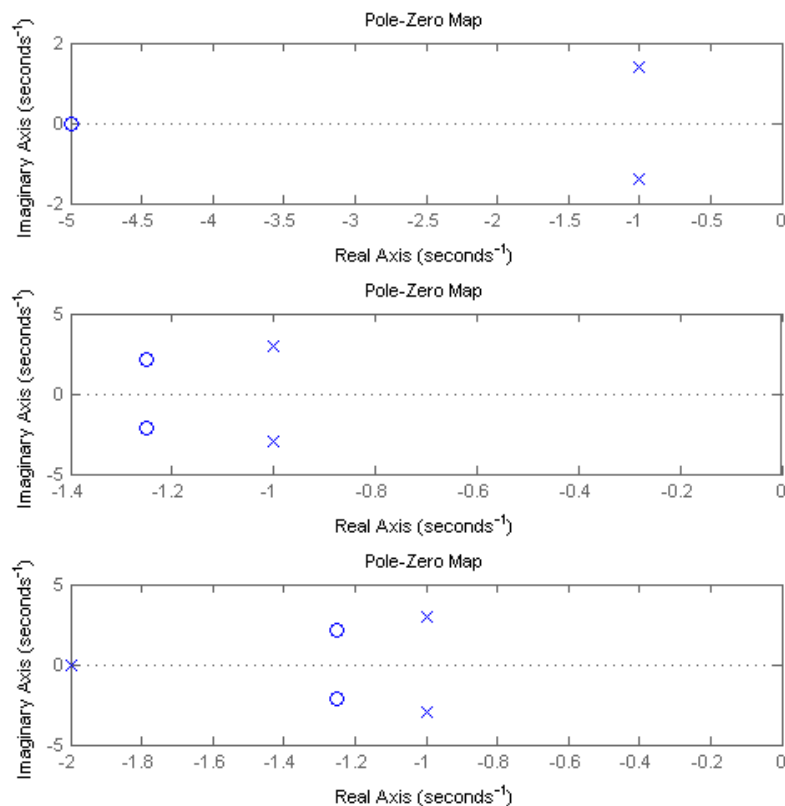 Pole-Zero Map
Imaginary Axis (seconds⁻¹)
2
0
-2
-5 -4.5 -4 -3.5 -3 -2.5 -2 -1.5 -1 -0.5 0
Real Axis (seconds⁻¹)
Pole-Zero Map
Imaginary Axis (seconds⁻¹)
5
0
-5
-1.4 -1.2 -1 -0.8 -0.6 -0.4 -0.2 0
Real Axis (seconds⁻¹)
Pole-Zero Map
Imaginary Axis (seconds⁻¹)
5
0
-5
-2 -1.8 -1.6 -1.4 -1.2 -1 -0.8 -0.6 -0.4 -0.2 0
Real Axis (seconds⁻¹)